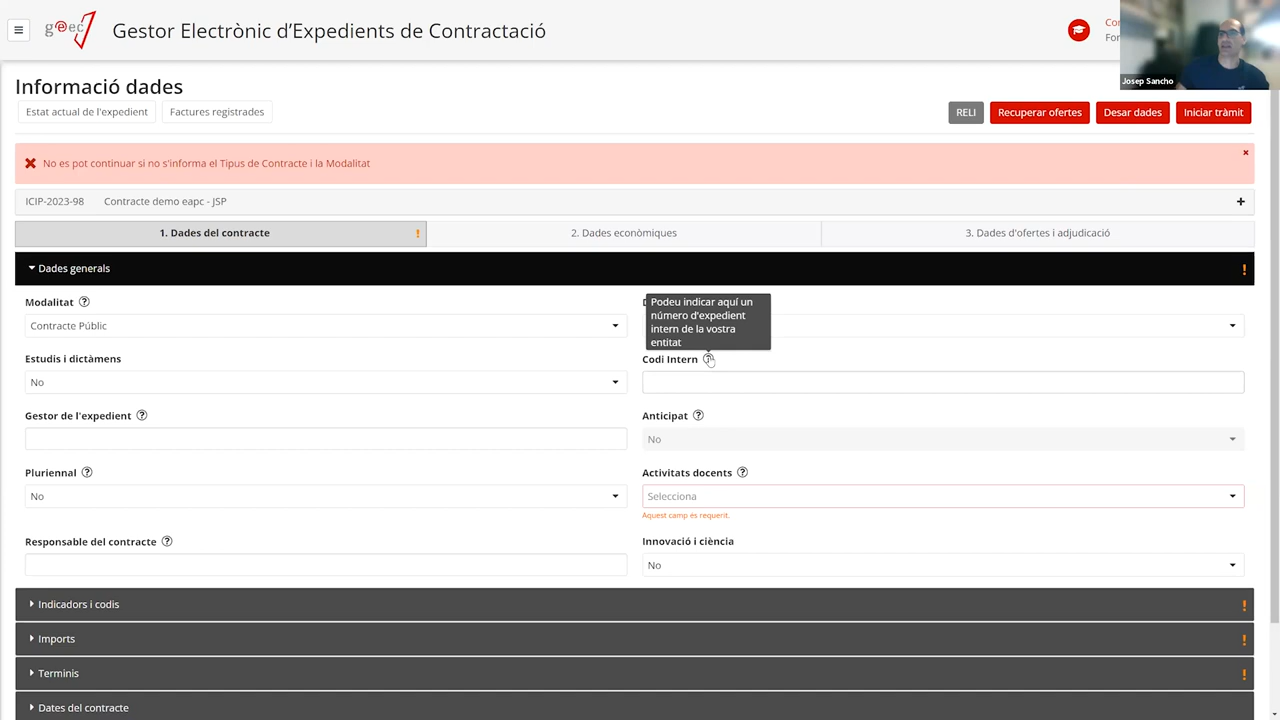 geec
Gestor Electrònic d'Expedients de Contractació
Con
For
Josep Sancho
Informació dades
Estat actual de l'expedient
Factures registrades
RELI
Recuperar ofertes
Desar dades
Iniciar tràmit
No es pot continuar si no s'informa el Tipus de Contracte i la Modalitat
ICIP-2023-98
Contracte demo eapc - JSP
1. Dades del contracte
2. Dades econòmiques
3. Dades d'ofertes i adjudicació
Dades generals
Modalitat
Contracte Públic
Podeu indicar aquí un
número d'expedient
intern de la vostra
entitat
Estudis i dictàmens
No
Codi Intern
Gestor de l'expedient
Anticipat
No
Pluriennal
No
Activitats docents
Selecciona
Aquest camp és requerit.
Responsable del contracte
Innovació i ciència
No
Indicadors i codis
Imports
Terminis
Dates del contracte